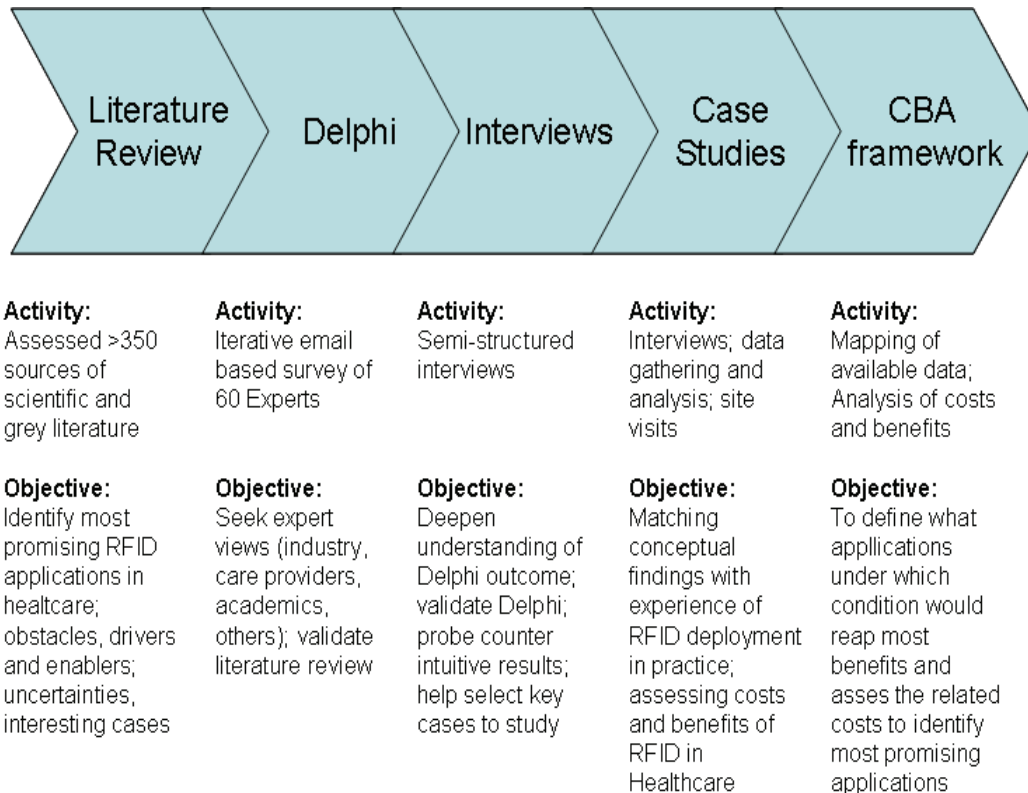 Literature
Review
Delphi
Interviews
Case
Studies
CBA
framework
Activity:
Assessed >350
sources of
scientific and
grey literature
Activity:
Iterative email
based survey of
60 Experts
Activity:
Semi-structured
interviews
Activity:
Interviews; data
gathering and
analysis; site
visits
Activity:
Mapping of
available data;
Analysis of costs
and benefits
Objective:
Identify most
promising RFID
applications in
healtcare;
obstacles, drivers
and enablers;
uncertainties,
interesting cases
Objective:
Seek expert
views (industry,
care providers,
academics,
others); validate
literature review
Objective:
Deepen
understanding of
Delphi outcome;
validate Delphi;
probe counter
intuitive results;
help select key
cases to study
Objective:
Matching
conceptual
findings with
experience of
RFID deployment
in practice;
assessing costs
and benefits of
RFID in
Healthcare
Objective:
To define what
appllications
under which
condition would
reap most
benefits and
asses the related
costs to identify
most promising
applications